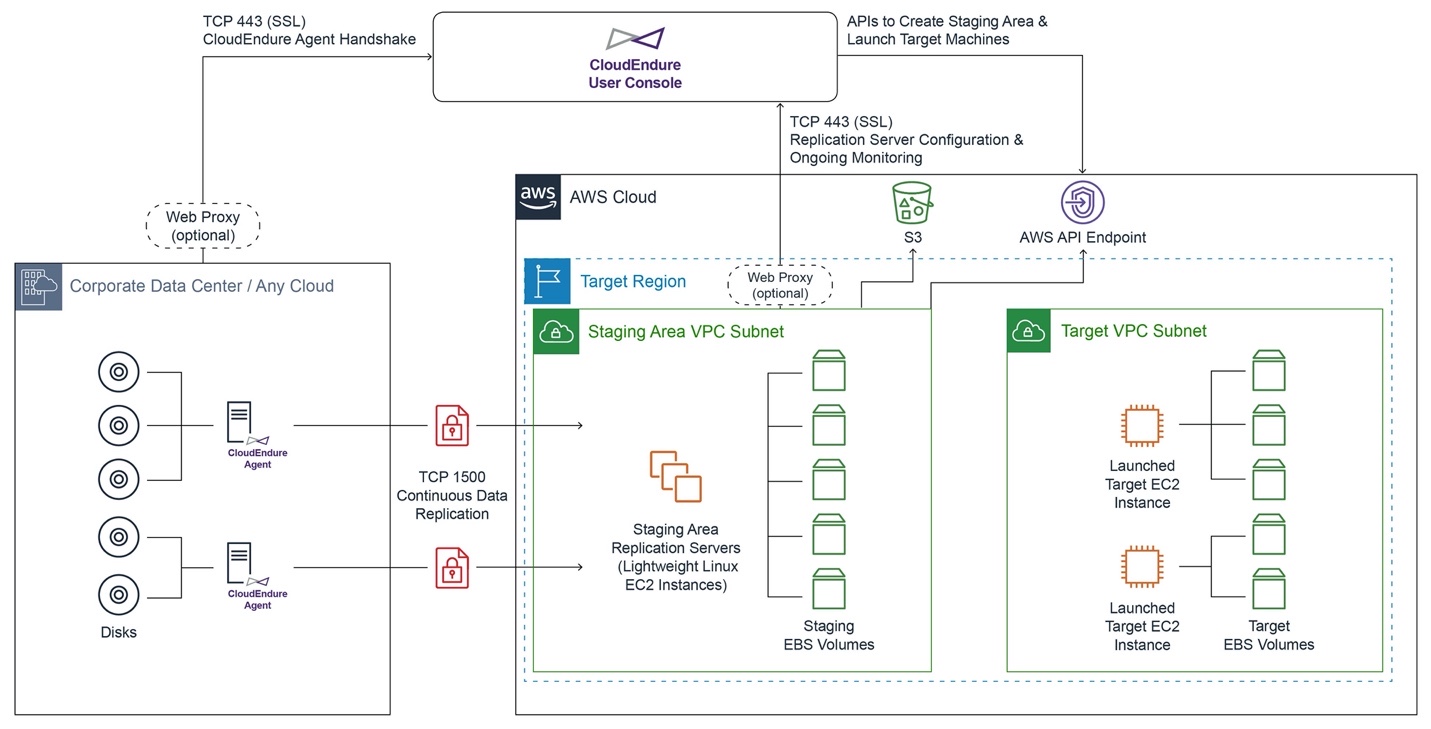 TCP 443 (SSL)
CloudEndure Agent Handshake
CloudEndure
User Console
APIs to Create Staging Area &
Launch Target Machines
TCP 443 (SSL)
Replication Server Configuration &
Ongoing Monitoring
Web Proxy
(optional)
aws
AWS Cloud
S3
AWS API Endpoint
Corporate Data Center / Any Cloud
Target Region
Web Proxy
(optional)
Staging Area VPC Subnet
Target VPC Subnet
CloudEndure
Agent
TCP 1500
Continuous Data
Replication
CloudEndure
Agent
Disks
Staging Area
Replication Servers
(Lightweight Linux
EC2 Instances)
Staging
EBS Volumes
Launched
Target EC2
Instance
Launched
Target EC2
Instance
Target
EBS Volumes